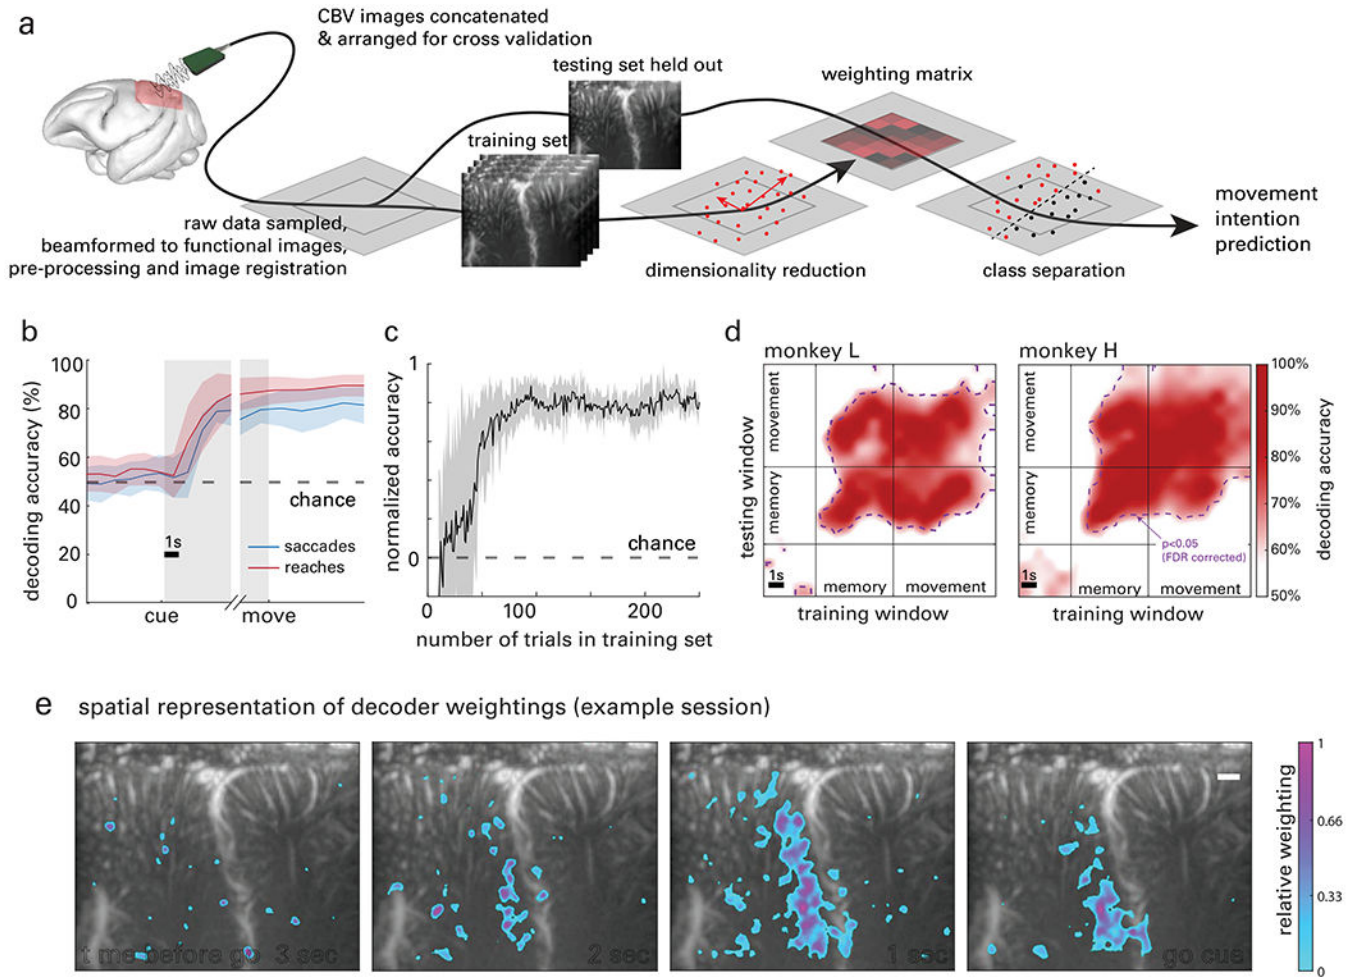 a
CBV images concatenated
& arranged for cross validation
testing set held out
weighting matrix
training set
raw data sampled,
beamformed to functional images,
pre-processing and image registration
dimensionality reduction
class separation
movement
intention
prediction
b
decoding accuracy (%)
100
80
60
40
20
0
chance
1s
saccades
reaches
cue
move
c
normalized accuracy
1
0
chance
0
100
200
number of trials in training set
d
monkey L
monkey H
testing window
movement
memory
movement
memory
1s
memory
movement
1s
memory
movement
p<0.05
(FDR corrected)
training window
training window
100%
90%
80%
70%
60%
50%
decoding accuracy
e
spatial representation of decoder weightings (example session)
t me before go 3 sec
2 sec
1 sec
go cue
relative weighting
1
0.66
0.33
0